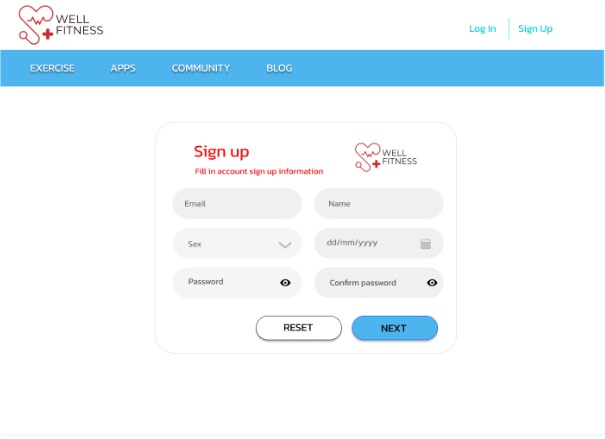 WELL
FITNESS
Log In
Sign Up
EXERCISE
APPS
COMMUNITY
BLOG
Sign up
Fill in account sign up information
WELL
FITNESS
Email
Name
Sex
dd/mm/yyyy
Password
Confirm password
RESET
NEXT